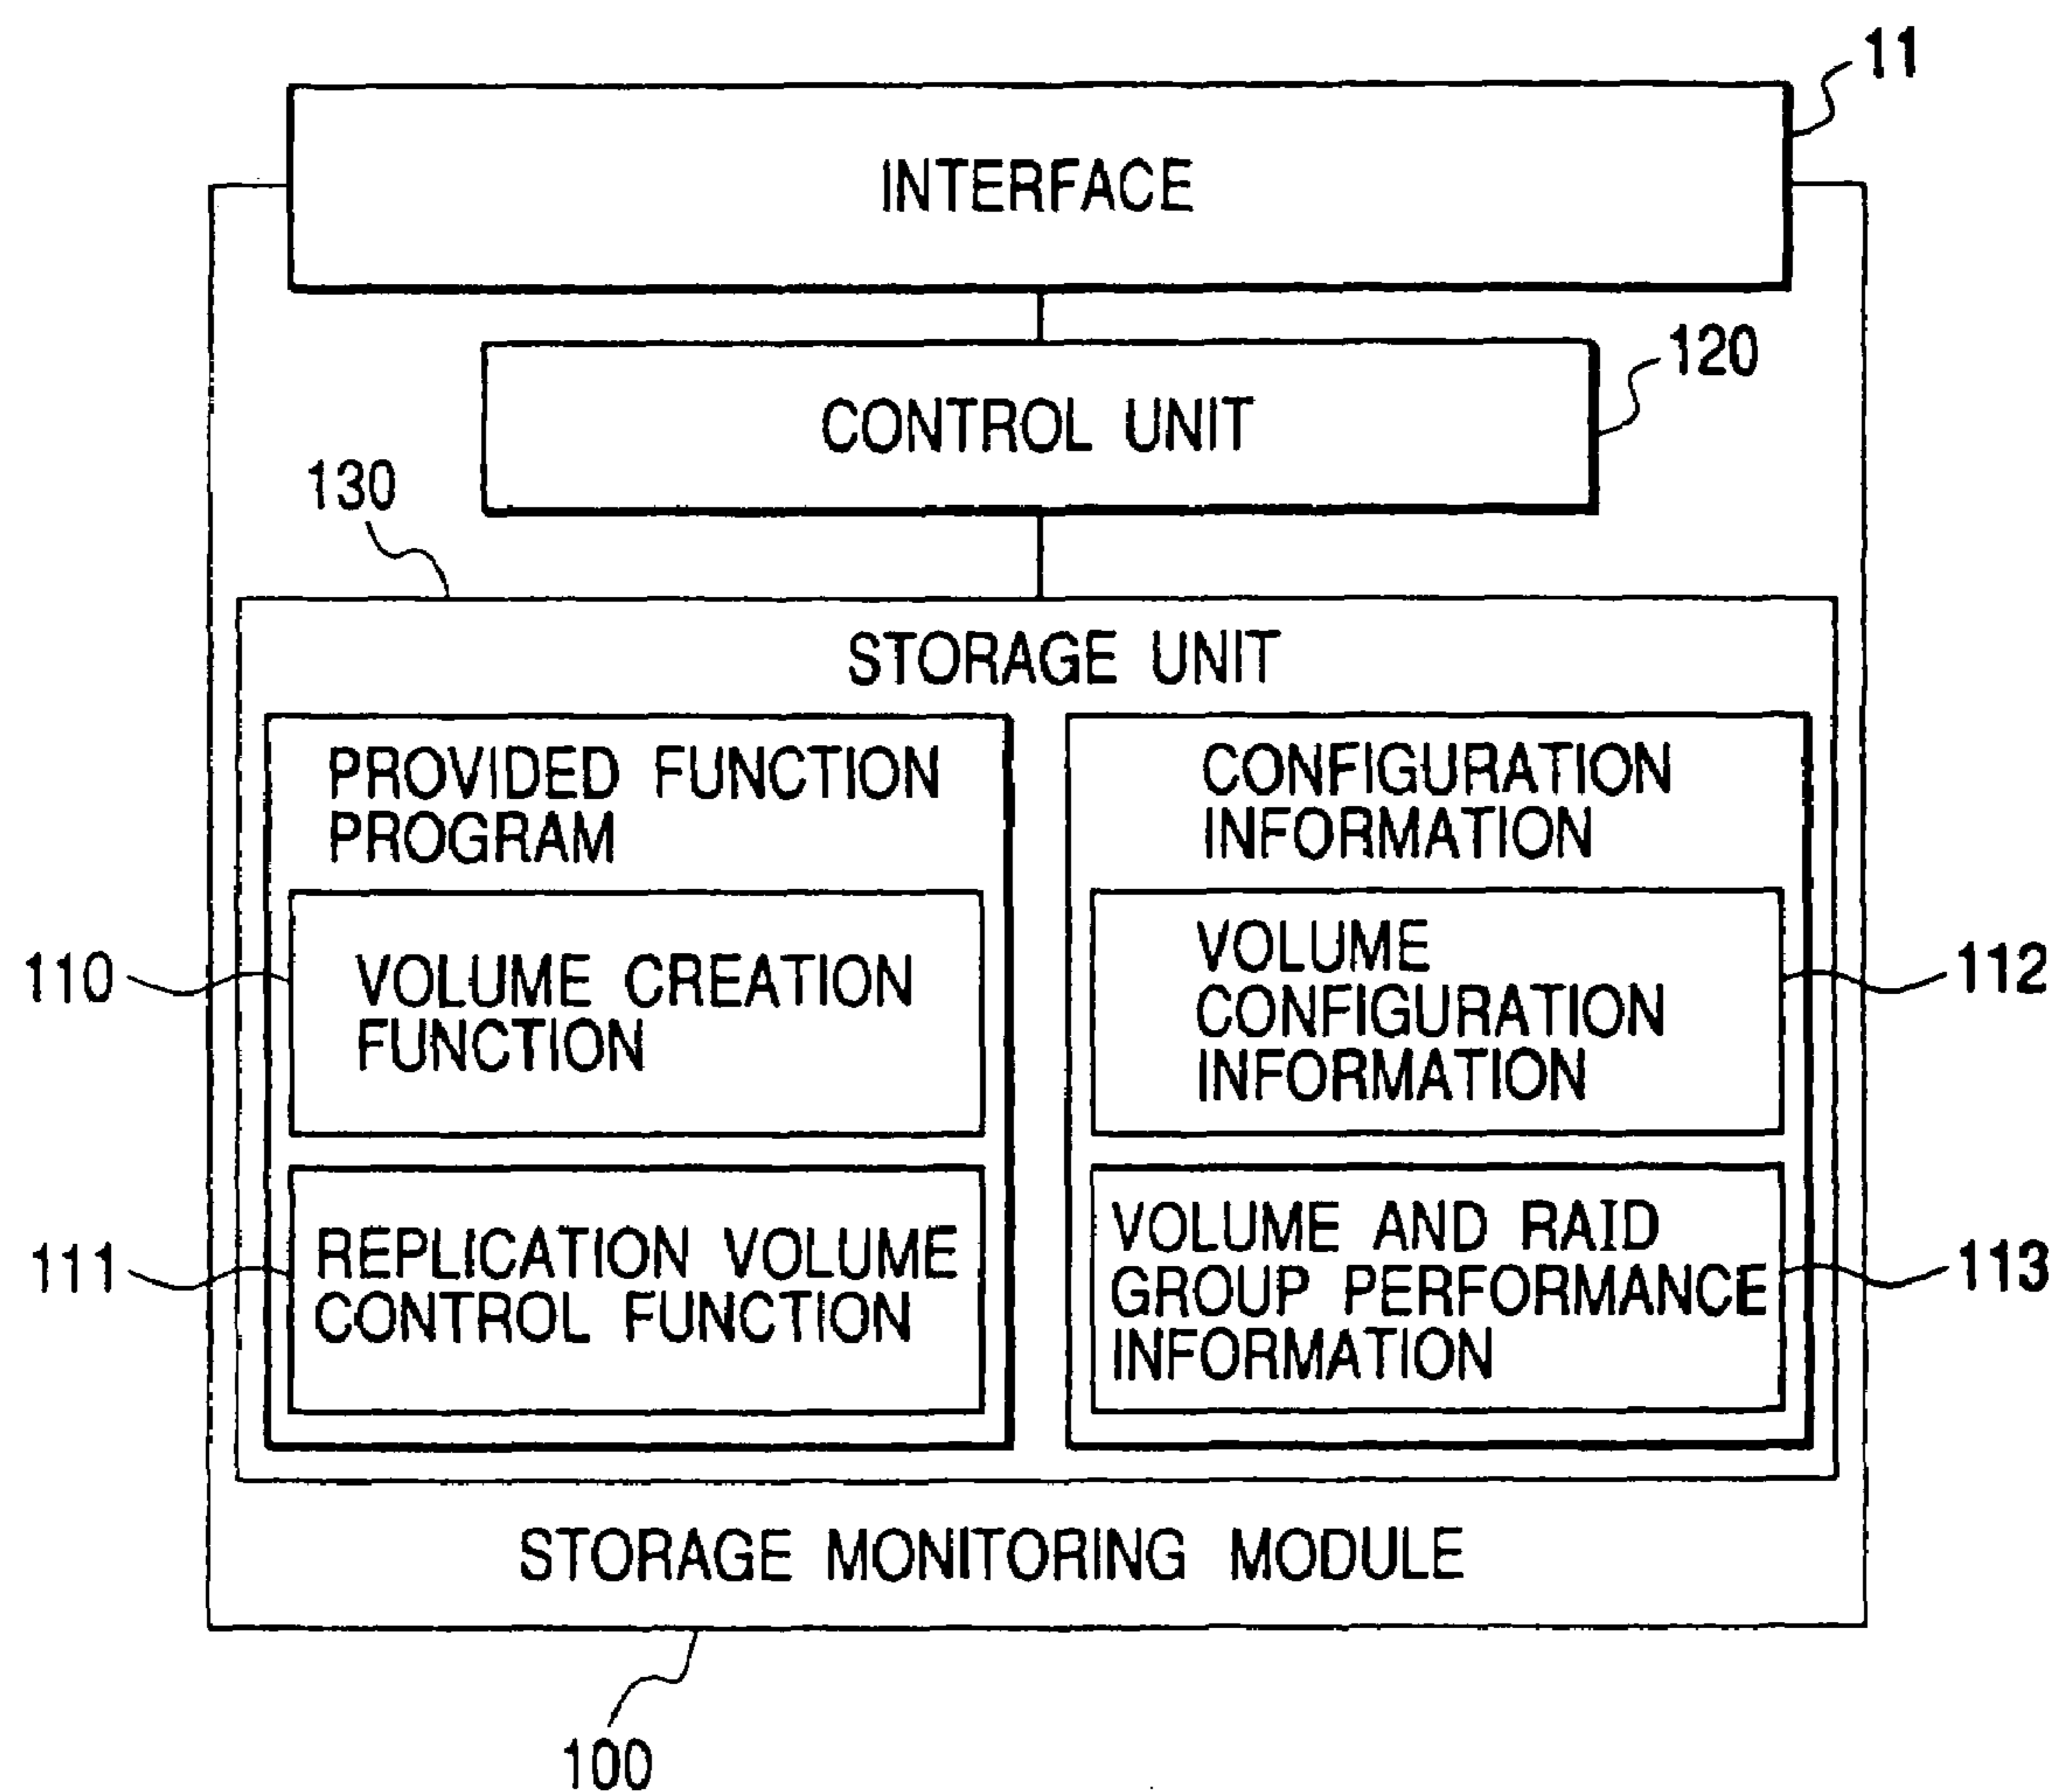 11
INTERFACE
120
CONTROL UNIT
130
STORAGE UNIT
PROVIDED FUNCTION
PROGRAM
110
VOLUME CREATION
FUNCTION
111
REPLICATION VOLUME
CONTROL FUNCTION
CONFIGURATION
INFORMATION
VOLUME
CONFIGURATION
INFORMATION
112
VOLUME AND RAID
GROUP PERFORMANCE
INFORMATION
113
STORAGE MONITORING MODULE
100